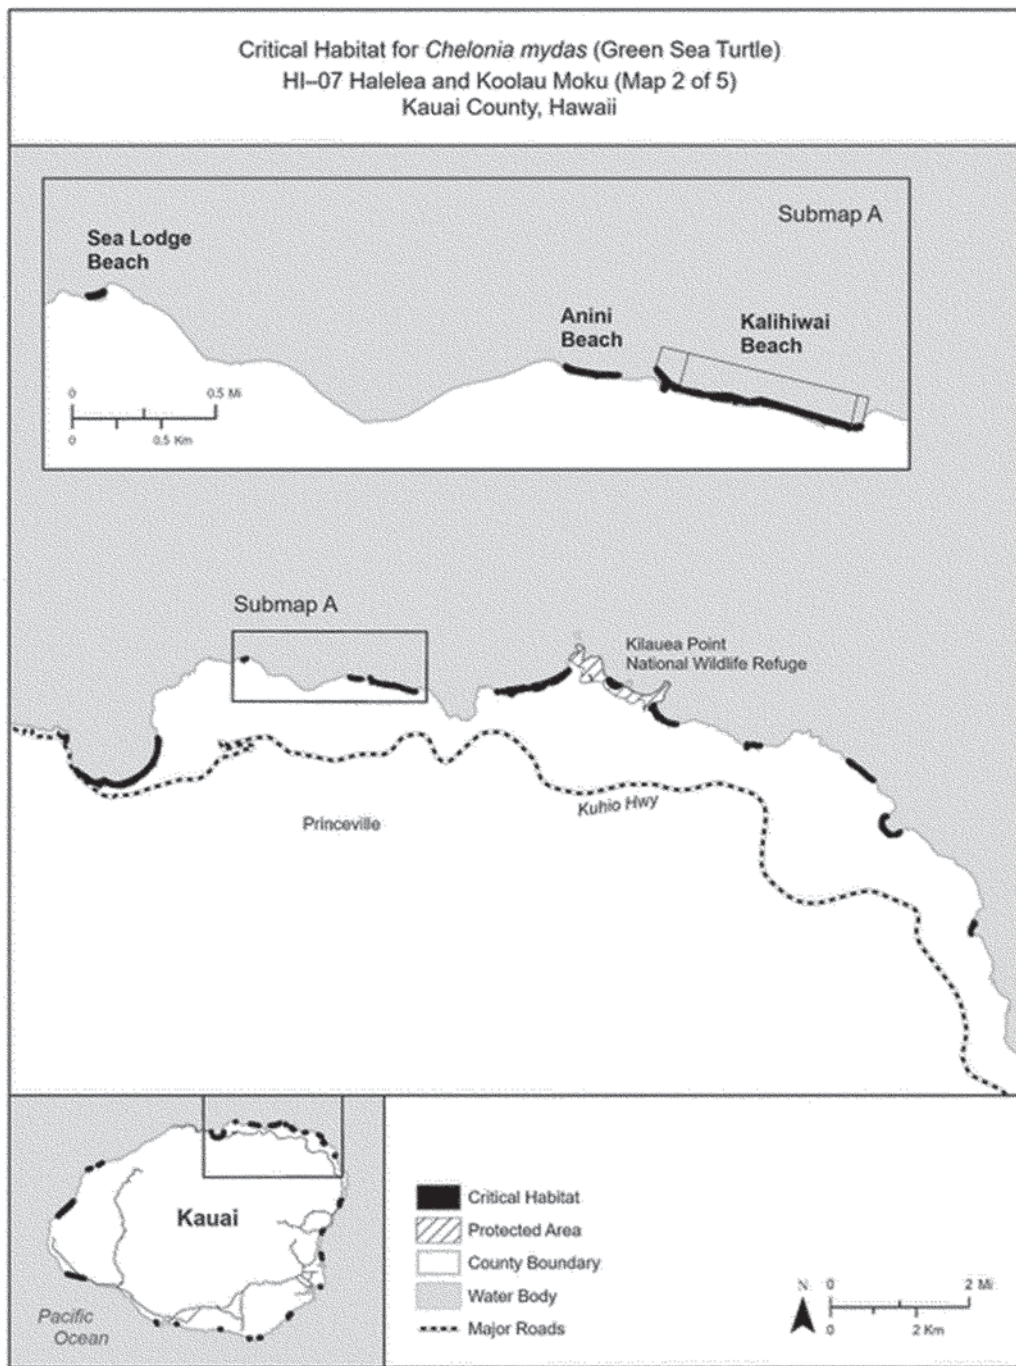 Critical Habitat for Chelonia mydas (Green Sea Turtle)
HI–07 Halelea and Koolau Moku (Map 2 of 5)
Kauai County, Hawaii
Submap A
Sea Lodge
Beach
Anini
Beach
Kalihiwai
Beach
0 0.5 Mi
0 0.5 Km
Submap A
Kilauea Point
National Wildlife Refuge
Kuhio Hwy
Princeville
Kauai
Pacific
Ocean
Critical Habitat
Protected Area
County Boundary
Water Body
Major Roads
N
0 2 Mi
0 2 Km